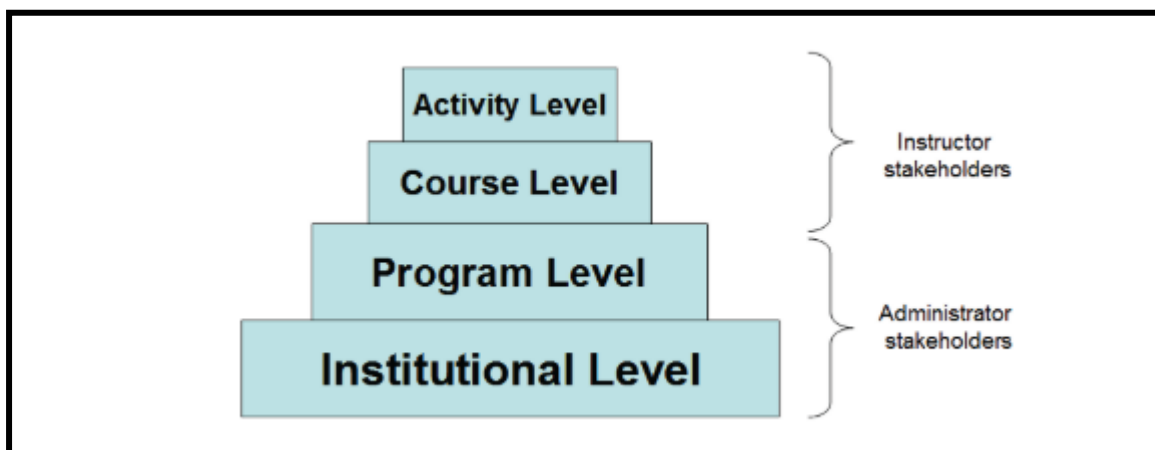 Activity Level
Course Level
Program Level
Institutional Level
Instructor
stakeholders
Administrator
stakeholders